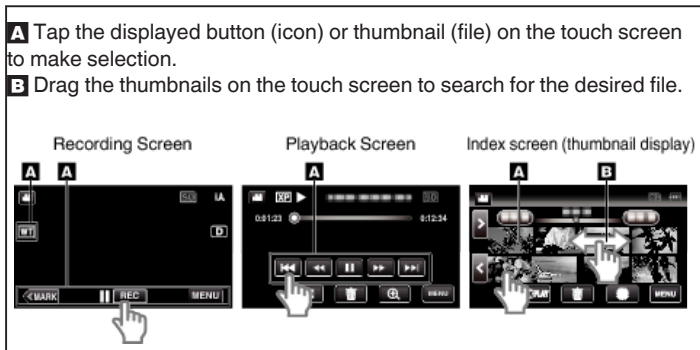 A Tap the displayed button (icon) or thumbnail (file) on the touch screen
to make selection.
B Drag the thumbnails on the touch screen to search for the desired file.
Recording Screen
Playback Screen
Index screen (thumbnail display)
A A
A
A B
IA
XP
WT
D
0:01:23
0:12:34
<MARK
REC
MENU
MENU
MENU